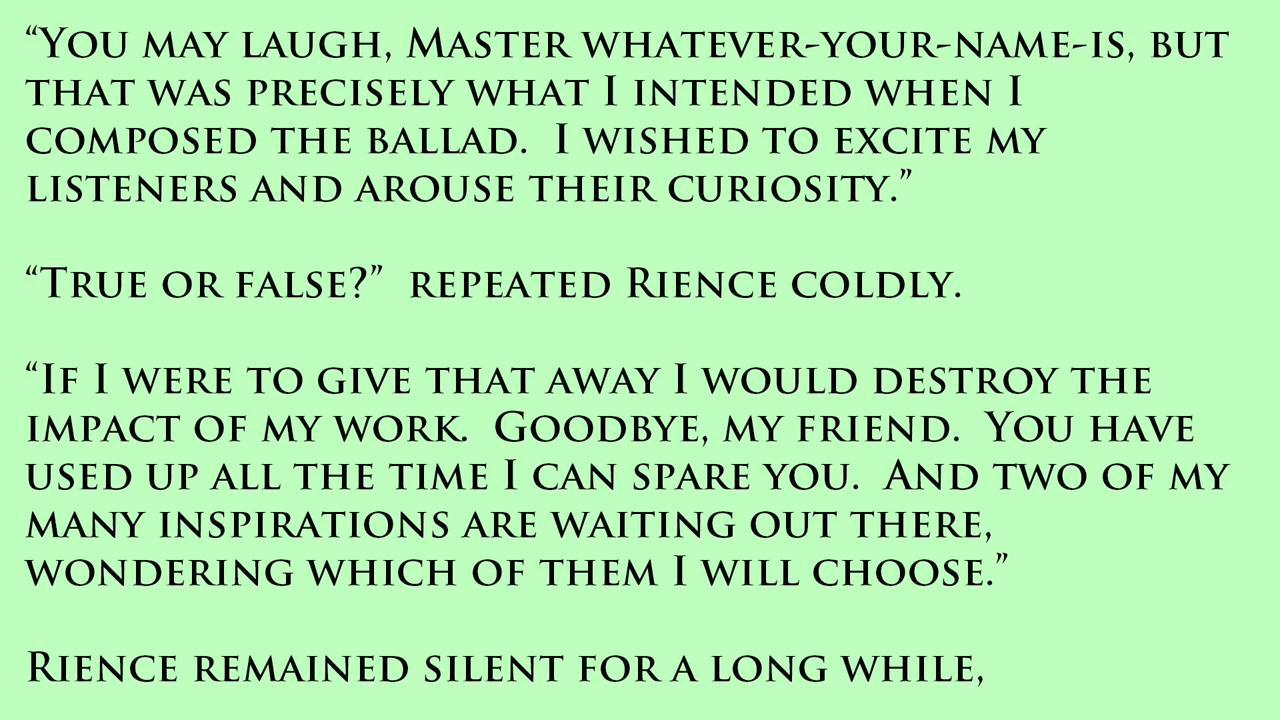 “You may laugh, Master whatever-your-name-is, but
that was precisely what I intended when I
composed the ballad.  I wished to excite my
listeners and arouse their curiosity.”
“True or false?”  repeated Rience coldly.
“If I were to give that away I would destroy the
impact of my work.  Goodbye, my friend.  You have
used up all the time I can spare you.  And two of my
many inspirations are waiting out there,
wondering which of them I will choose.”
Rience remained silent for a long while,